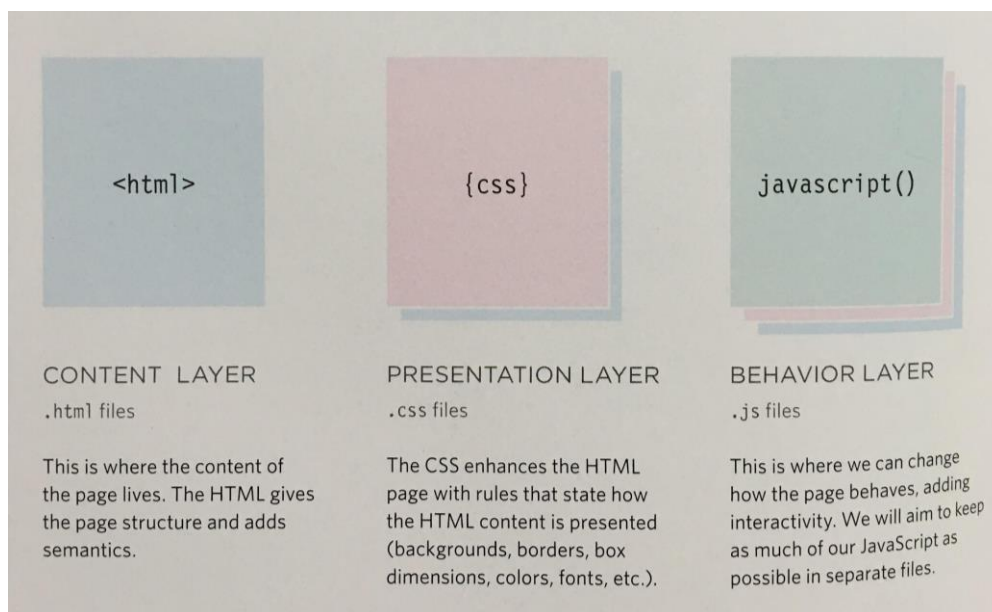 <html>
{css}
javascript()
CONTENT LAYER
.html files
This is where the content of
the page lives. The HTML gives
the page structure and adds
semantics.
PRESENTATION LAYER
.css files
The CSS enhances the HTML
page with rules that state how
the HTML content is presented
(backgrounds, borders, box
dimensions, colors, fonts, etc.).
BEHAVIOR LAYER
.js files
This is where we can change
how the page behaves, adding
interactivity. We will aim to keep
as much of our JavaScript as
possible in separate files.